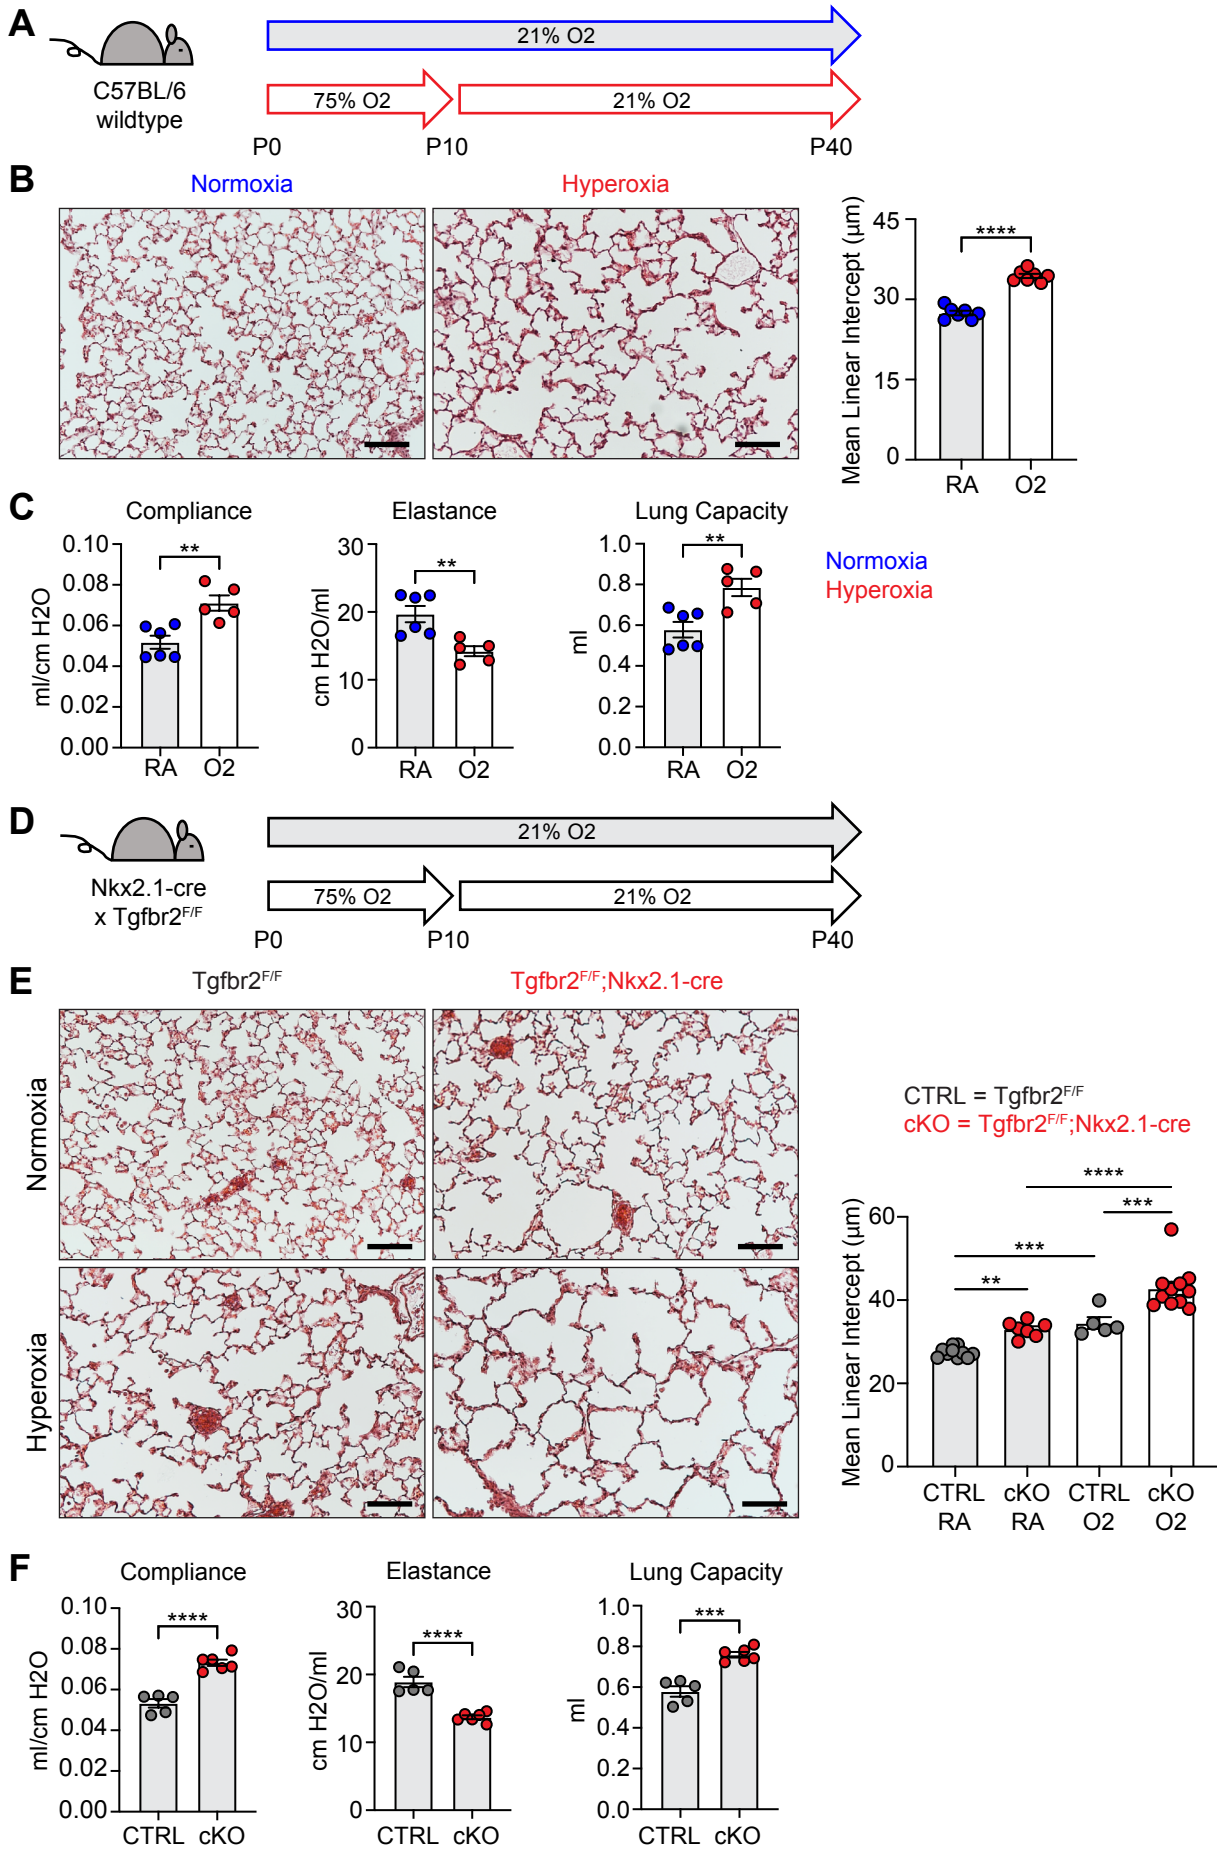 A
C57BL/6
wildtype
21% O2
75% O2
21% O2
P0
P10
P40
B
Normoxia
Hyperoxia
Mean Linear Intercept (µm)
45
30
15
0
****
RA
O2
C
Compliance
ml/cm H2O
0.10
0.08
0.06
0.04
0.02
0.00
**
RA
O2
Elastance
cm H2O/ml
30
20
10
0
**
RA
O2
Lung Capacity
ml
1.0
0.8
0.6
0.4
0.2
0.0
**
RA
O2
Normoxia
Hyperoxia
D
Nkx2.1-cre
x Tgfbr2F/F
21% O2
75% O2
21% O2
P0
P10
P40
E
Tgfbr2F/F
Tgfbr2F/F;Nkx2.1-cre
Normoxia
Hyperoxia
CTRL = Tgfbr2F/F
cKO = Tgfbr2F/F;Nkx2.1-cre
Mean Linear Intercept (µm)
60
40
20
0
****
***
***
**
CTRL
RA
cKO
RA
CTRL
O2
cKO
O2
F
Compliance
ml/cm H2O
0.10
0.08
0.06
0.04
0.02
0.00
****
CTRL
cKO
Elastance
cm H2O/ml
30
20
10
0
****
CTRL
cKO
Lung Capacity
ml
1.0
0.8
0.6
0.4
0.2
0.0
***
CTRL
cKO